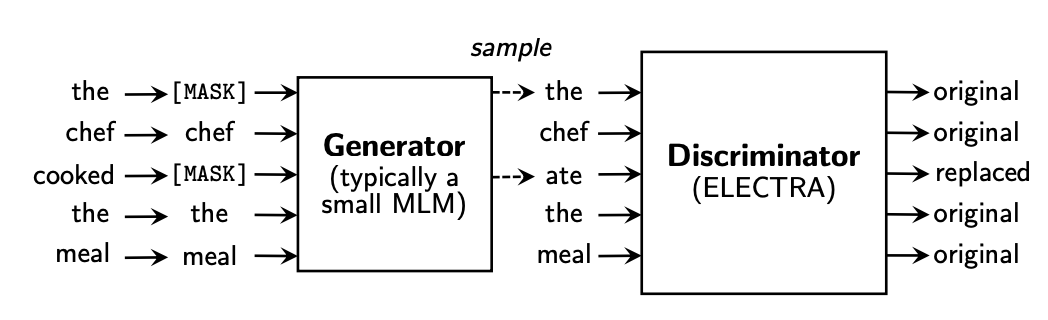 sample
the [MASK] the original
chef chef chef original
cooked [MASK] ate replaced
the the the original
meal meal meal original
Generator
(typically a
small MLM)
Discriminator
(ELECTRA)